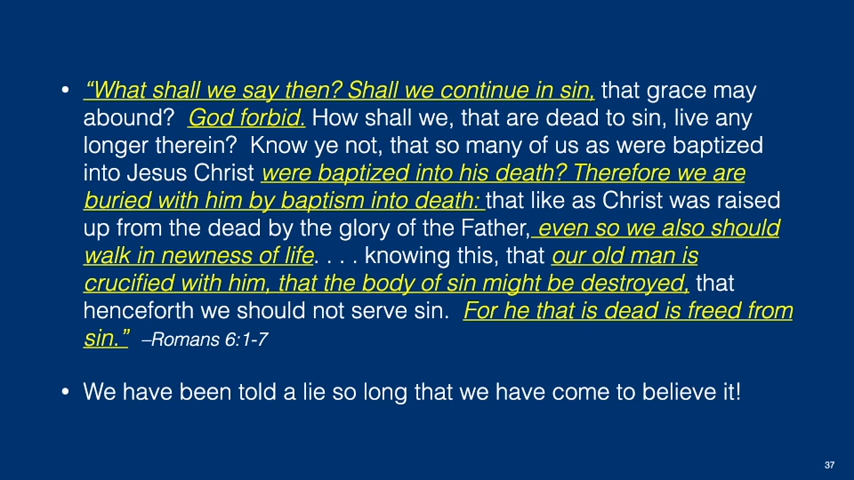 • “What shall we say then? Shall we continue in sin, that grace may
abound?  God forbid. How shall we, that are dead to sin, live any
longer therein?  Know ye not, that so many of us as were baptized
into Jesus Christ were baptized into his death? Therefore we are
buried with him by baptism into death: that like as Christ was raised
up from the dead by the glory of the Father, even so we also should
walk in newness of life. . . . knowing this, that our old man is
crucified with him, that the body of sin might be destroyed, that
henceforth we should not serve sin.  For he that is dead is freed from
sin.”  –Romans 6:1-7
• We have been told a lie so long that we have come to believe it!
37